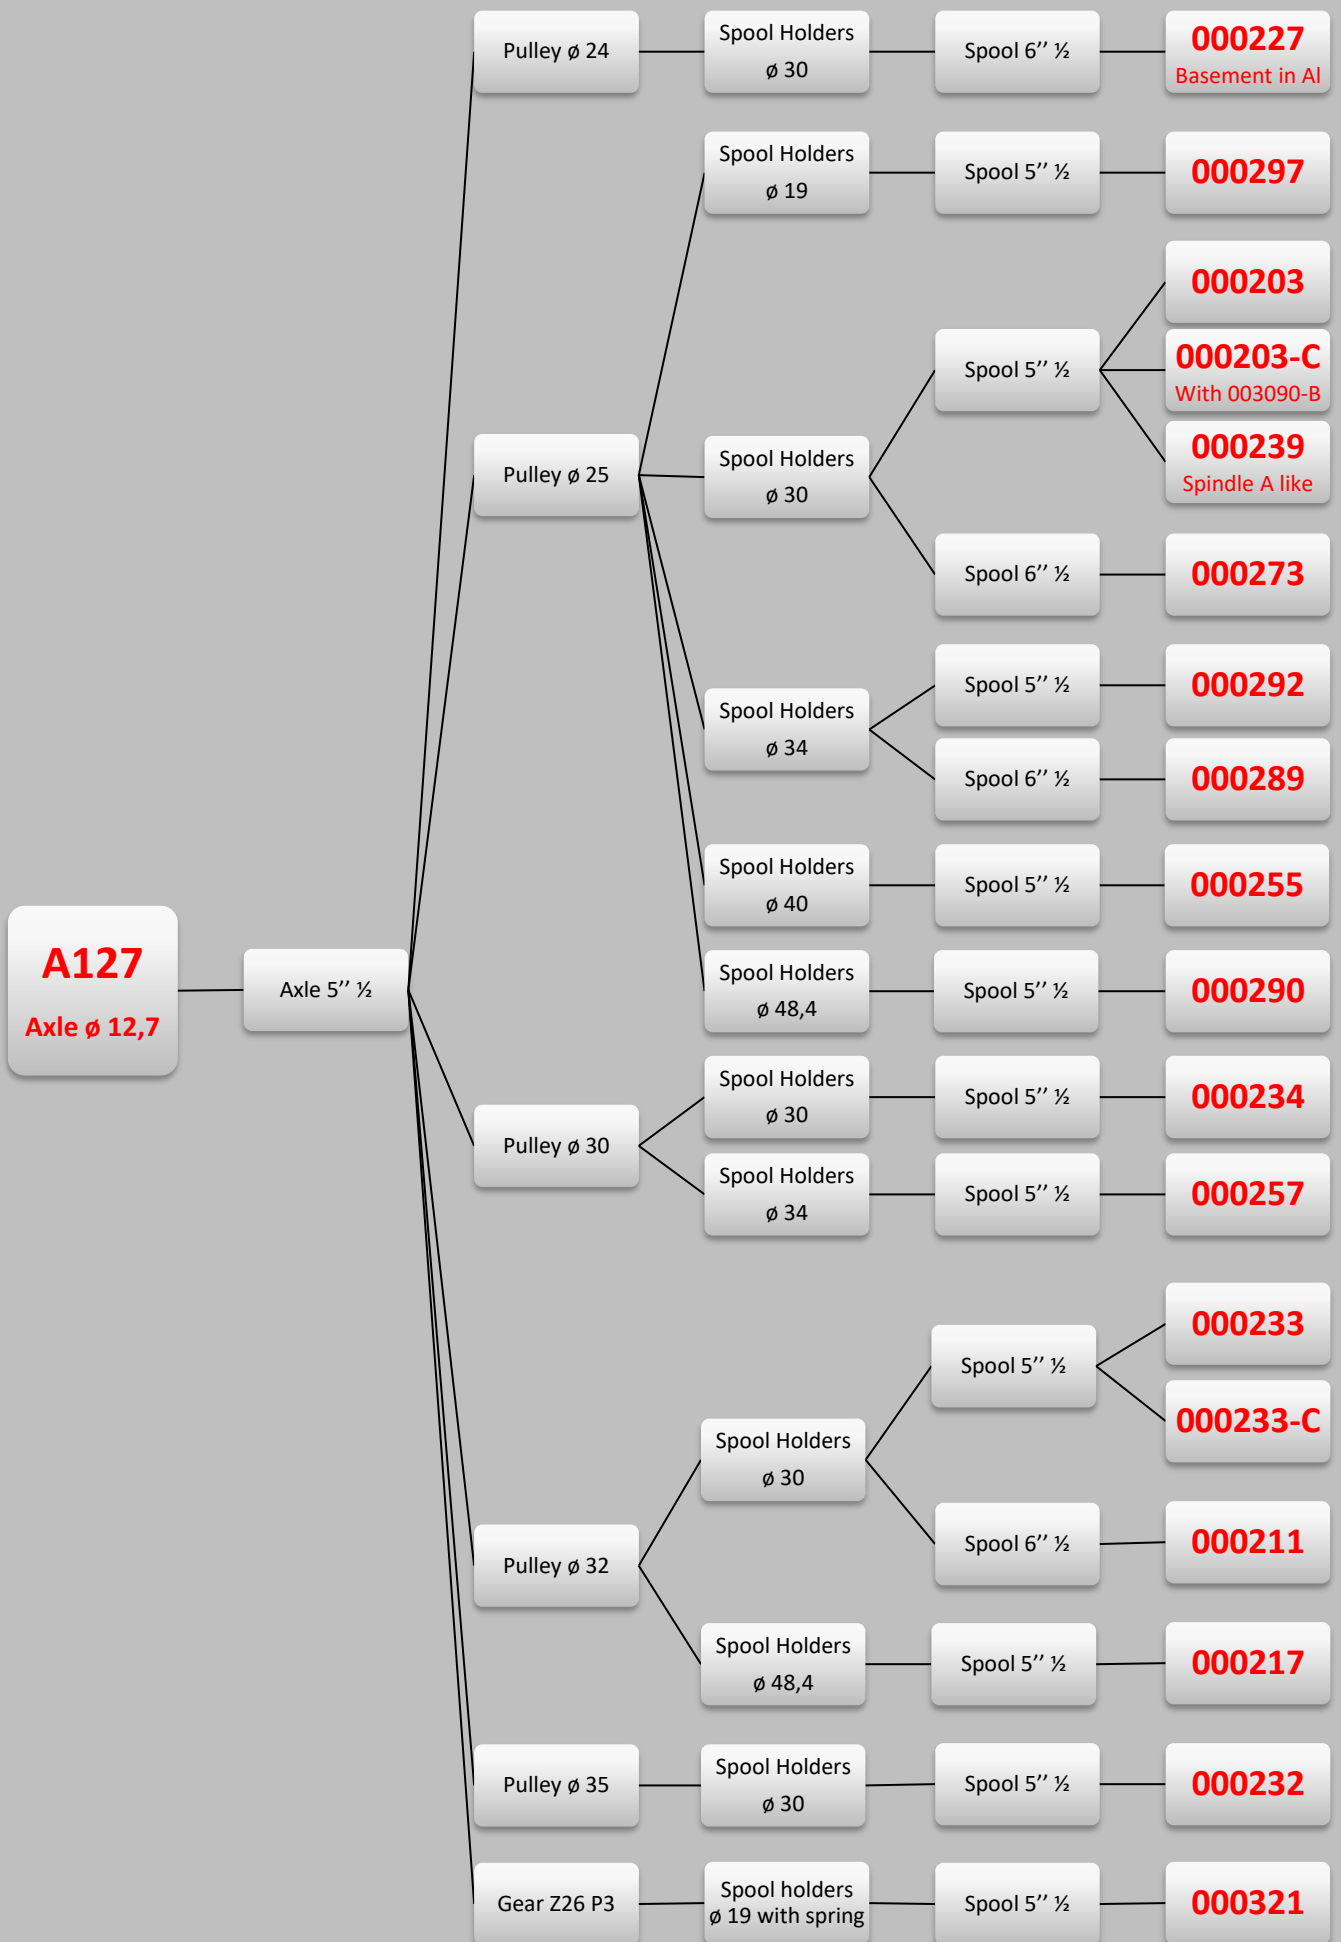 Pulley ø 24
Spool Holders
ø 30
Spool 6’’ ½
000227
Basement in Al
Spool Holders
ø 19
Spool 5’’ ½
000297
000203
Spool 5’’ ½
000203-C
With 003090-B
000239
Spindle A like
Pulley ø 25
Spool Holders
ø 30
Spool 6’’ ½
000273
Spool Holders
ø 34
Spool 5’’ ½
000292
Spool 6’’ ½
000289
Spool Holders
ø 40
Spool 5’’ ½
000255
A127
Axle ø 12,7
Axle 5’’ ½
Spool Holders
ø 48,4
Spool 5’’ ½
000290
Pulley ø 30
Spool Holders
ø 30
Spool 5’’ ½
000234
Spool Holders
ø 34
Spool 5’’ ½
000257
000233
Spool 5’’ ½
000233-C
Spool Holders
ø 30
Spool 6’’ ½
000211
Pulley ø 32
Spool Holders
ø 48,4
Spool 5’’ ½
000217
Pulley ø 35
Spool Holders
ø 30
Spool 5’’ ½
000232
Gear Z26 P3
Spool holders
ø 19 with spring
Spool 5’’ ½
000321